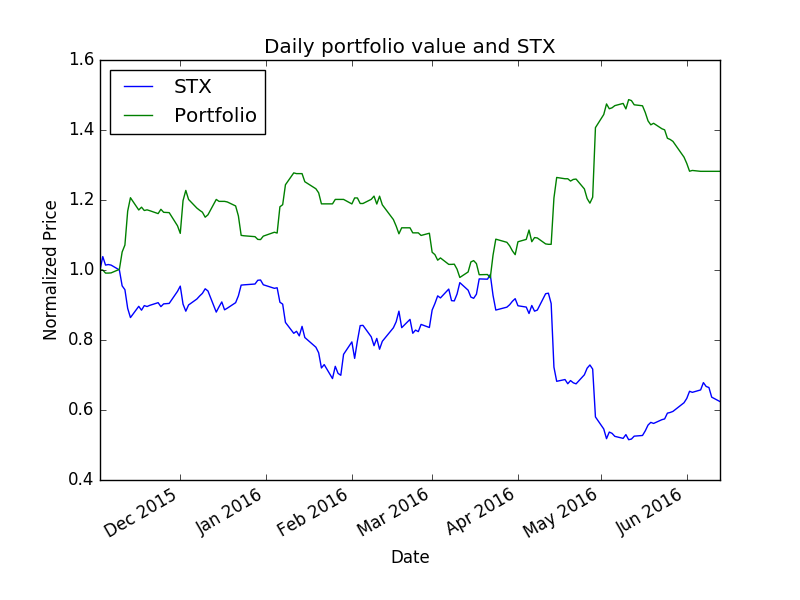 Daily portfolio value and STX
STX
Portfolio
1.6
1.4
1.2
1.0
0.8
0.6
0.4
Normalized Price
Dec 2015
Jan 2016
Feb 2016
Mar 2016
Apr 2016
May 2016
Jun 2016
Date